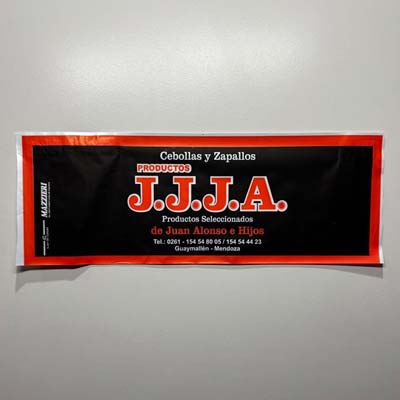 Cebollas y Zapallos
PRODUCTOS
J.J.J.A.
Productos Seleccionados
de Juan Alonso e Hijos
Tel.: 0261 - 154 54 80 05 / 154 54 44 23
Guaymallén - Mendoza
MAZZIERI